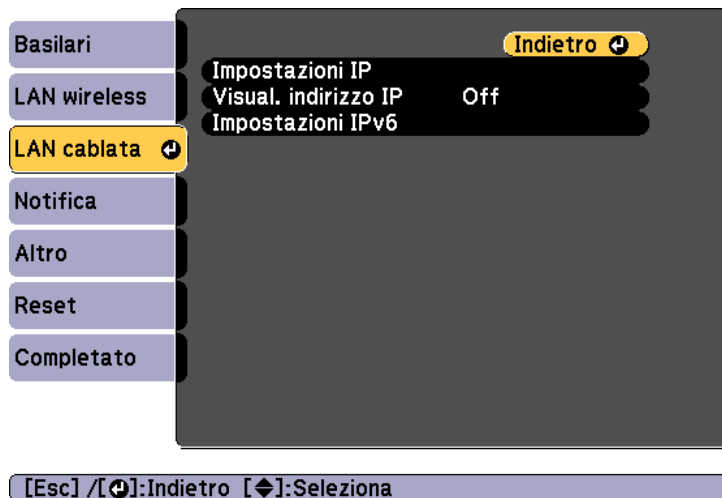 Basilari
LAN wireless
LAN cablata
Notifica
Altro
Reset
Completato
Indietro
Impostazioni IP
Visual. indirizzo IP Off
Impostazioni IPv6
[Esc] /[⏎]:Indietro [◆]:Seleziona